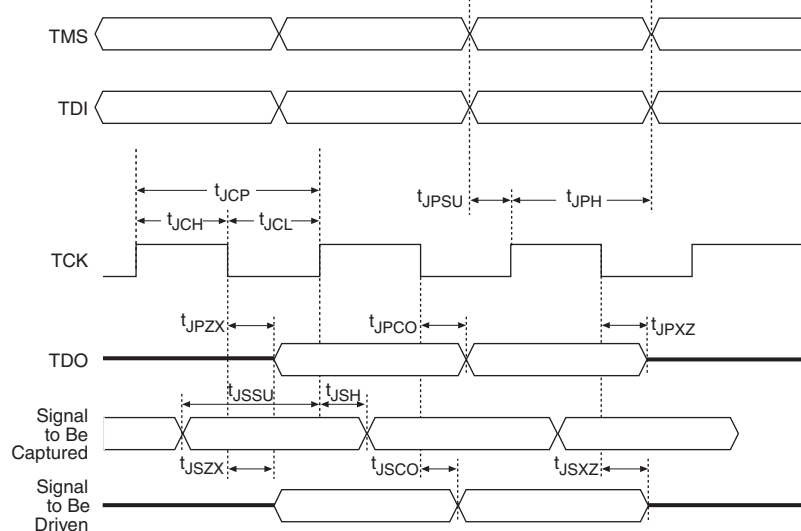 TMS
TDI
tJCP
tJCH
tJCL
tJPSU
tJPH
TCK
tJPZX
tJPCO
tJPXZ
TDO
tJSSU
tJSH
Signal
to Be
Captured
tJSZX
tJSCO
tJSXZ
Signal
to Be
Driven